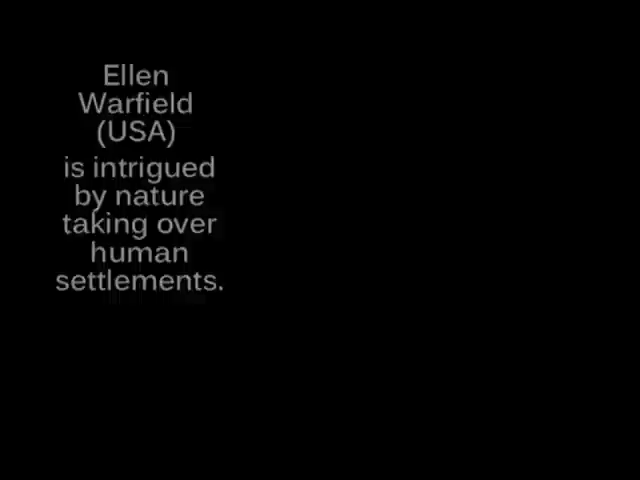 Ellen
Warfield
(USA)
is intrigued
by nature
taking over
human
settlements.